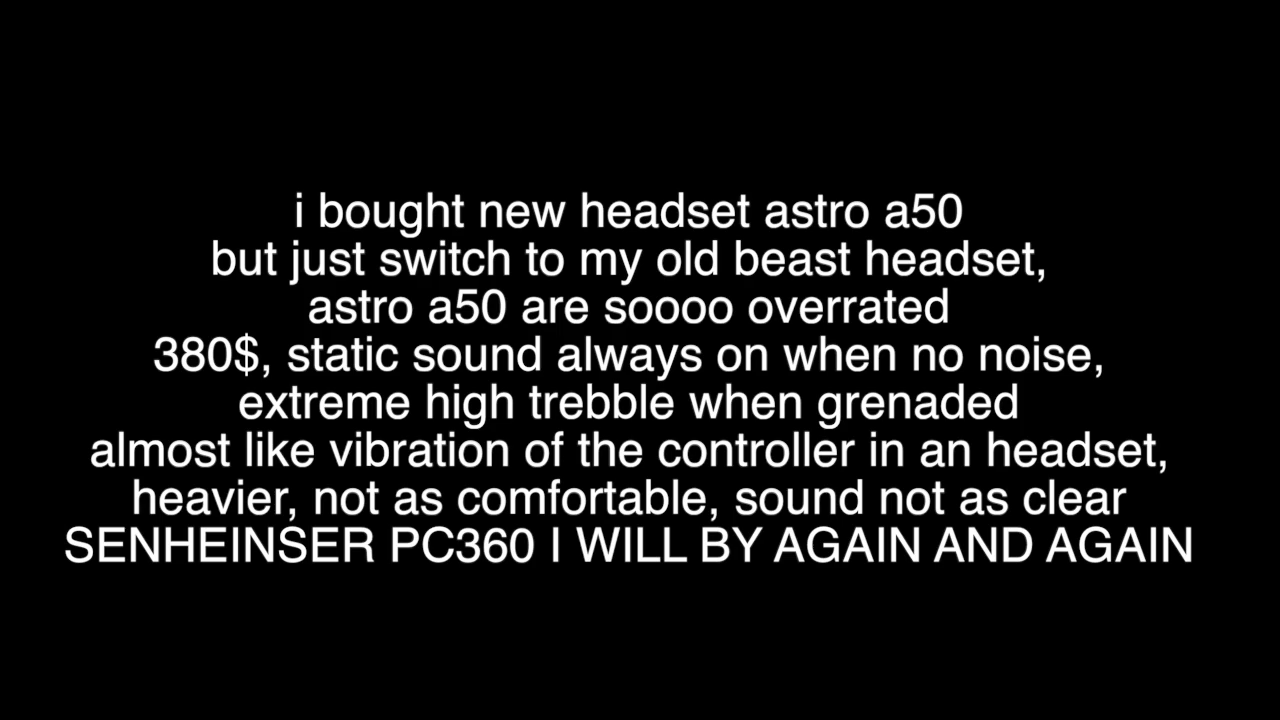 i bought new headset astro a50
but just switch to my old beast headset,
astro a50 are soooo overrated
380$, static sound always on when no noise,
extreme high trebble when grenaded
almost like vibration of the controller in an headset,
heavier, not as comfortable, sound not as clear
SENHEINSER PC360 I WILL BY AGAIN AND AGAIN